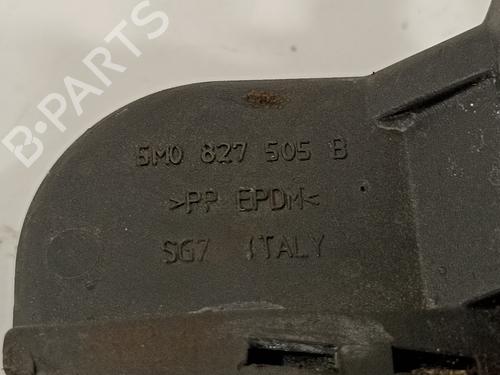 B-PARTS
5M0 827 505 B
>PP EPDM<
SG7 ITALY